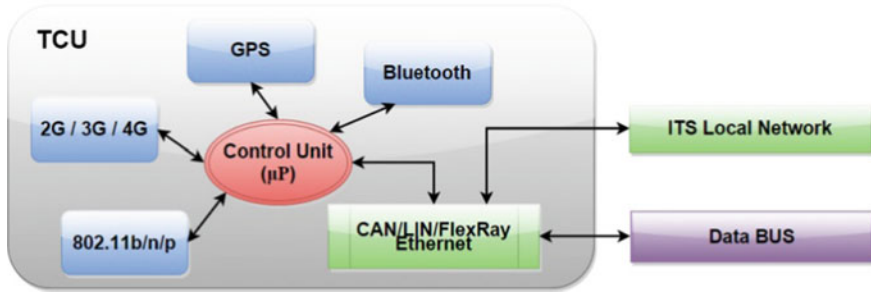 TCU
GPS
Bluetooth
2G / 3G / 4G
Control Unit
(µP)
ITS Local Network
802.11b/n/p
CAN/LIN/FlexRay
Ethernet
Data BUS